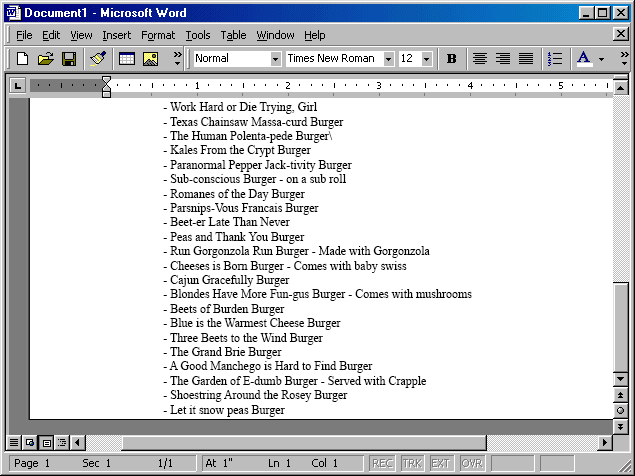 Document1 - Microsoft Word
File Edit View Insert Format Tools Table Window Help
Normal Times New Roman 12 B A
1 2 3 4 5
- Work Hard or Die Trying, Girl
- Texas Chainsaw Massa-curd Burger
- The Human Polenta-pede Burger\
- Kales From the Crypt Burger
- Paranormal Pepper Jack-tivity Burger
- Sub-conscious Burger - on a sub roll
- Romanes of the Day Burger
- Parsnips-Vous Francais Burger
- Beet-er Late Than Never
- Peas and Thank You Burger
- Run Gorgonzola Run Burger - Made with Gorgonzola
- Cheeses is Born Burger - Comes with baby swiss
- Cajun Gracefully Burger
- Blondes Have More Fun-gus Burger - Comes with mushrooms
- Beets of Burden Burger
- Blue is the Warmest Cheese Burger
- Three Beets to the Wind Burger
- The Grand Brie Burger
- A Good Manchego is Hard to Find Burger
- The Garden of E-dumb Burger - Served with Crapple
- Shoestring Around the Rosey Burger
- Let it snow peas Burger
Page 1 Sec 1 1/1 At 1" Ln 1 Col 1 REC TRK EXT OVR